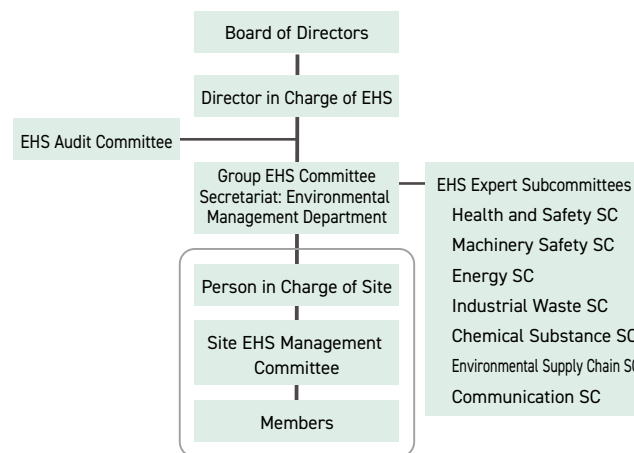 Board of Directors
Director in Charge of EHS
EHS Audit Committee
Group EHS Committee
Secretariat: Environmental
Management Department
EHS Expert Subcommittees
Health and Safety SC
Machinery Safety SC
Energy SC
Industrial Waste SC
Chemical Substance SC
Environmental Supply Chain SC
Communication SC
Person in Charge of Site
Site EHS Management
Committee
Members